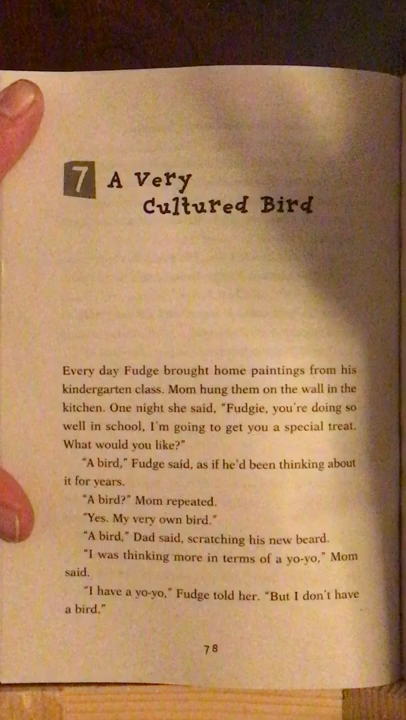 7 A Very
Cultured Bird
Every day Fudge brought home paintings from his
kindergarten class. Mom hung them on the wall in the
kitchen. One night she said, "Fudgie, you're doing so
well in school, I'm going to get you a special treat.
What would you like?"
"A bird," Fudge said, as if he'd been thinking about
it for years.
"A bird?" Mom repeated.
"Yes. My very own bird."
"A bird," Dad said, scratching his new beard.
"I was thinking more in terms of a yo-yo," Mom
said.
"I have a yo-yo," Fudge told her. "But I don't have
a bird."
78